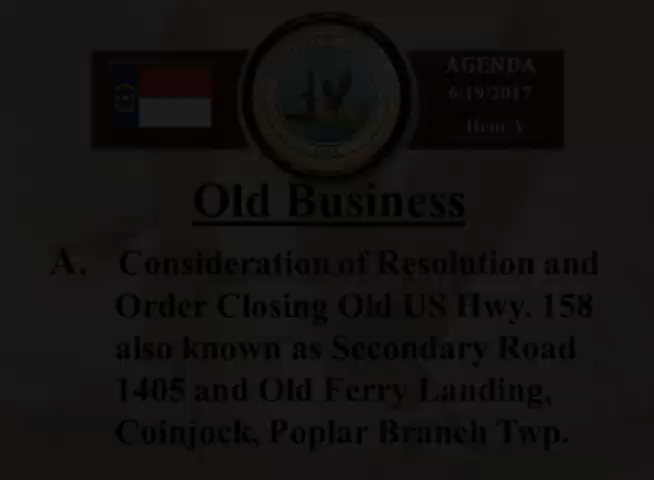 AGENDA
6/19/2017
Item A
Old Business
A. Consideration of Resolution and
Order Closing Old US Hwy. 158
also known as Secondary Road
1405 and Old Ferry Landing,
Coinjock, Poplar Branch Twp.